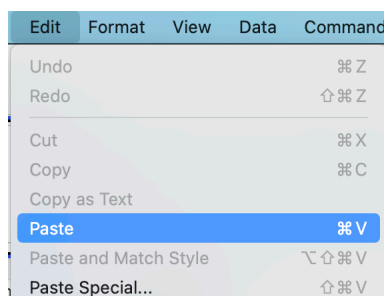 Edit Format View Data Command
Undo ⌘Z
Redo ⇧⌘Z
Cut ⌘X
Copy ⌘C
Copy as Text
Paste ⌘V
Paste and Match Style ⌥⇧⌘V
Paste Special... ⇧⌘V